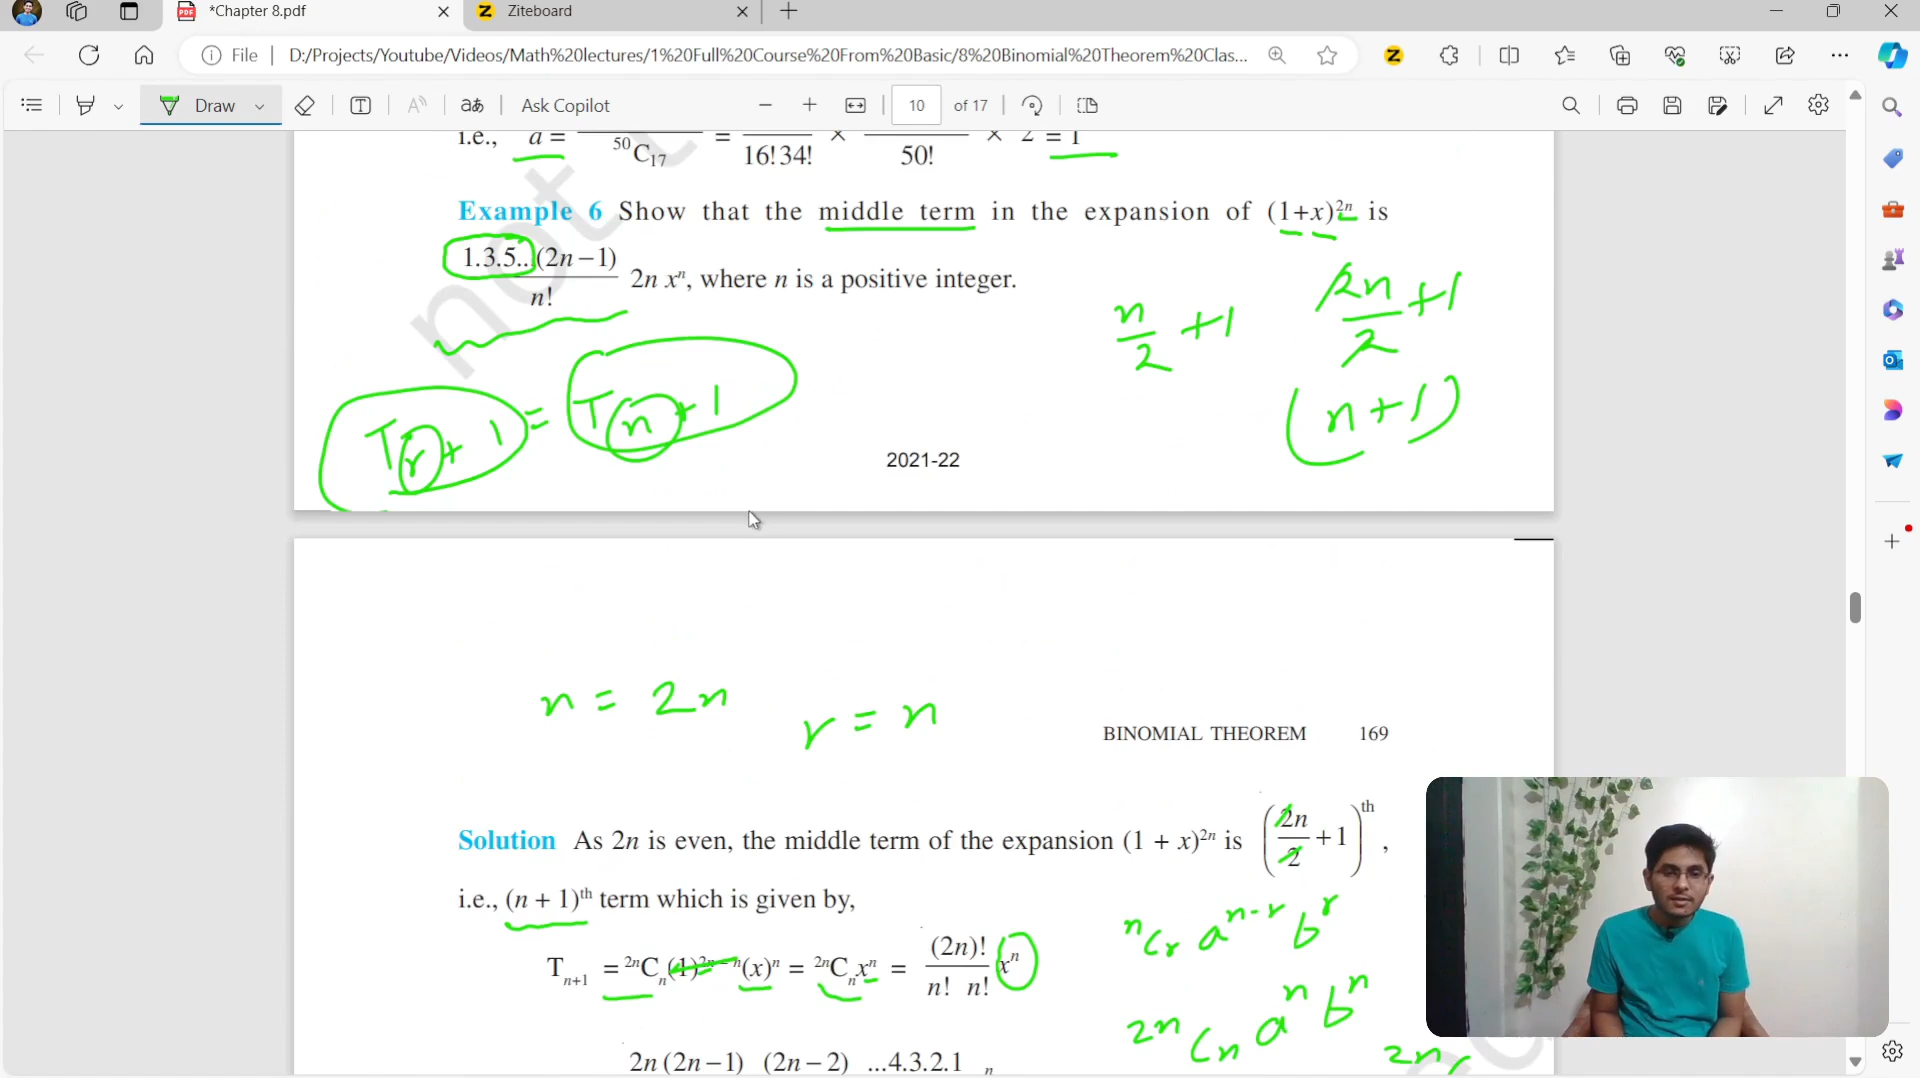 *Chapter 8.pdf
Ziteboard
File
D:/Projects/Youtube/Videos/Math%20lectures/1%20Full%20Course%20From%20Basic/8%20Binomial%20Theorem%20Clas...
Draw
Ask Copilot
10 of 17
i.e., a = ⁵⁰C₁₇ = 16! 34! × 50! × 2 = 1
Example 6 Show that the middle term in the expansion of (1+x)²ⁿ is
1.3.5...(2n−1)
n!
2n xⁿ, where n is a positive integer.
n/2 + 1
2n/2 + 1
(n+1)
T r + 1 = T n + 1
2021-22
not
n = 2n
r = n
BINOMIAL THEOREM 169
Solution As 2n is even, the middle term of the expansion (1 + x)²ⁿ is (2n/2 + 1)ᵗʰ,
i.e., (n + 1)ᵗʰ term which is given by,
ⁿCr aⁿ⁻ʳ bʳ
Tₙ₊₁ = ²ⁿCₙ(1)²ⁿ⁻ⁿ(x)ⁿ = ²ⁿCₙxⁿ = (2n)!/(n! n!) xⁿ
²ⁿCn aⁿ bⁿ
2n (2n−1) (2n−2) ...4.3.2.1 n